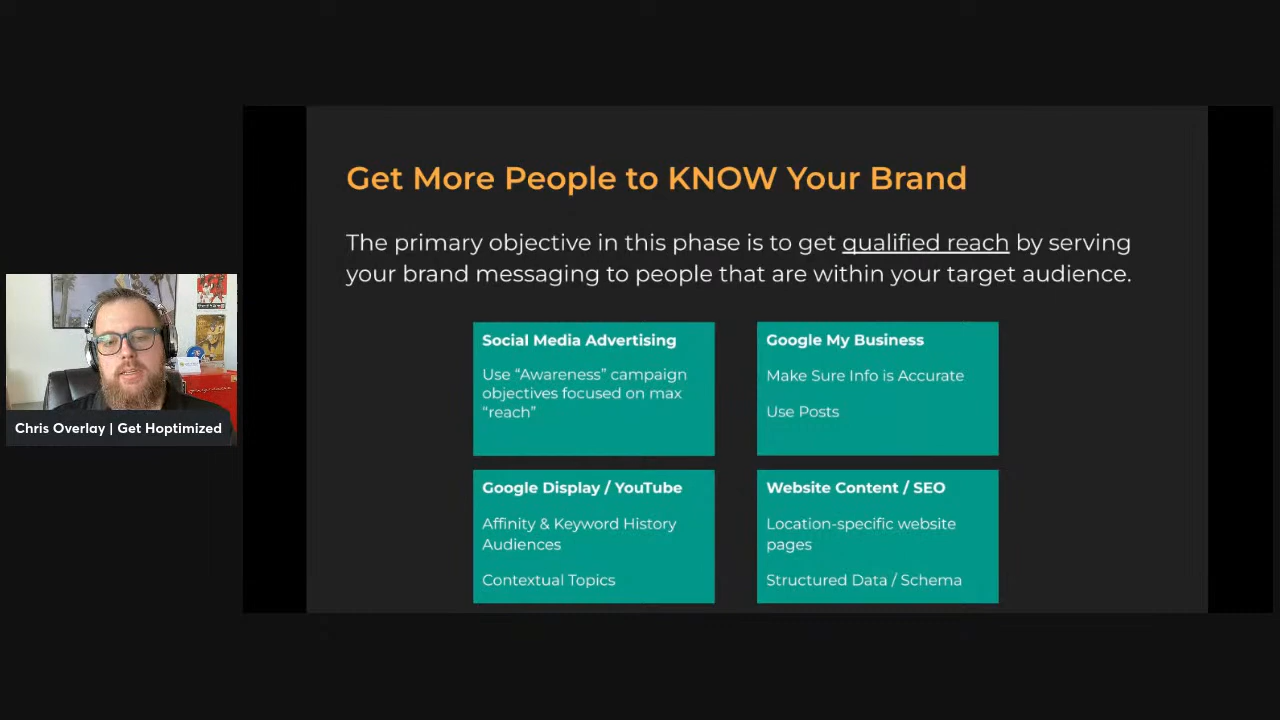 Get More People to KNOW Your Brand
The primary objective in this phase is to get qualified reach by serving
your brand messaging to people that are within your target audience.
Social Media Advertising
Use “Awareness” campaign
objectives focused on max
“reach”
Google My Business
Make Sure Info is Accurate
Use Posts
Google Display / YouTube
Affinity & Keyword History
Audiences
Contextual Topics
Website Content / SEO
Location-specific website
pages
Structured Data / Schema
Chris Overlay | Get Hoptimized